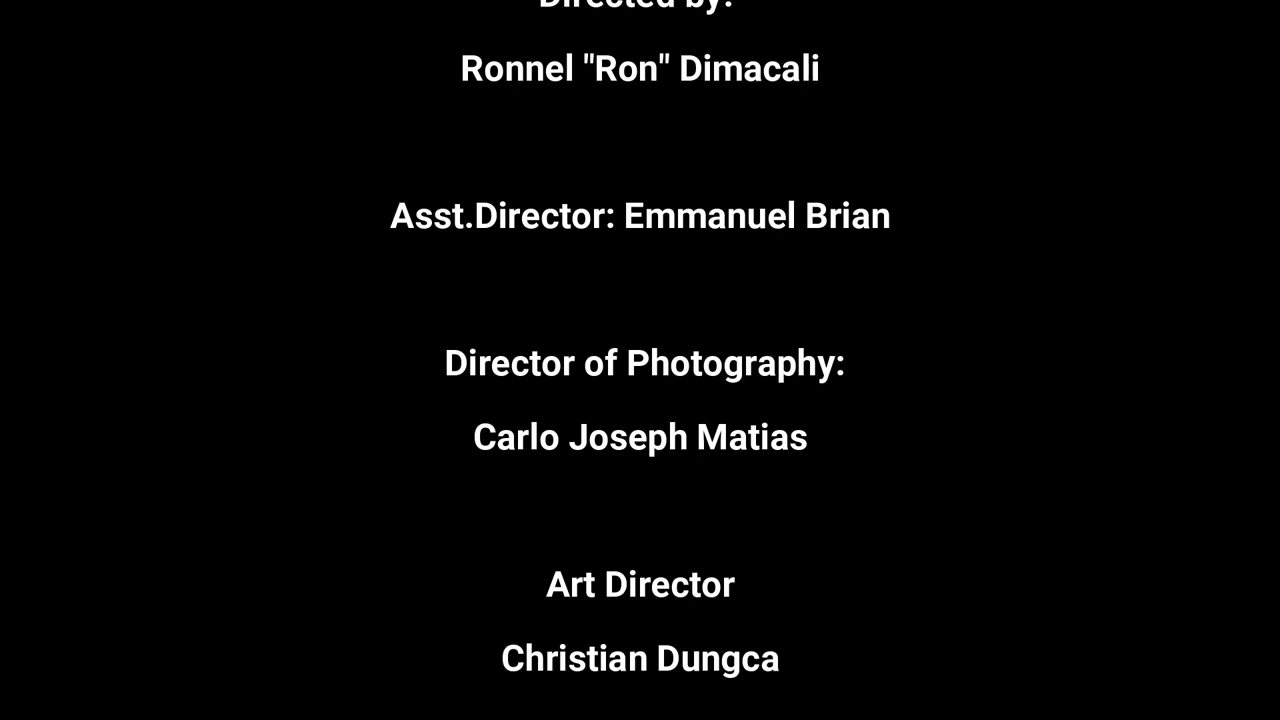 Directed by:
Ronnel "Ron" Dimacali
Asst.Director: Emmanuel Brian
Director of Photography:
Carlo Joseph Matias
Art Director
Christian Dungca